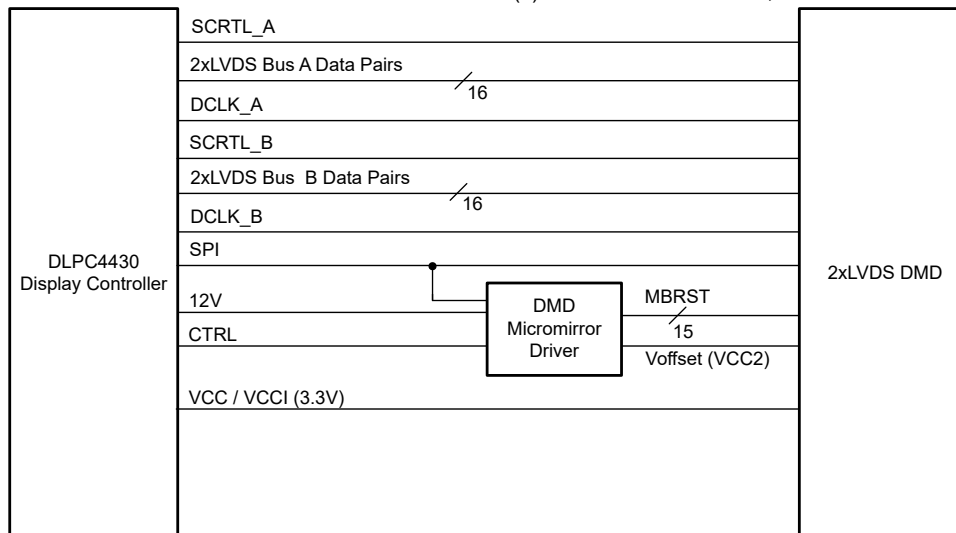 SCRTL_A
2xLVDS Bus A Data Pairs
16
DCLK_A
SCRTL_B
2xLVDS Bus B Data Pairs
16
DCLK_B
SPI
DLPC4430
Display Controller
2xLVDS DMD
12V
CTRL
DMD
Micromirror
Driver
MBRST
15
Voffset (VCC2)
VCC / VCCI (3.3V)